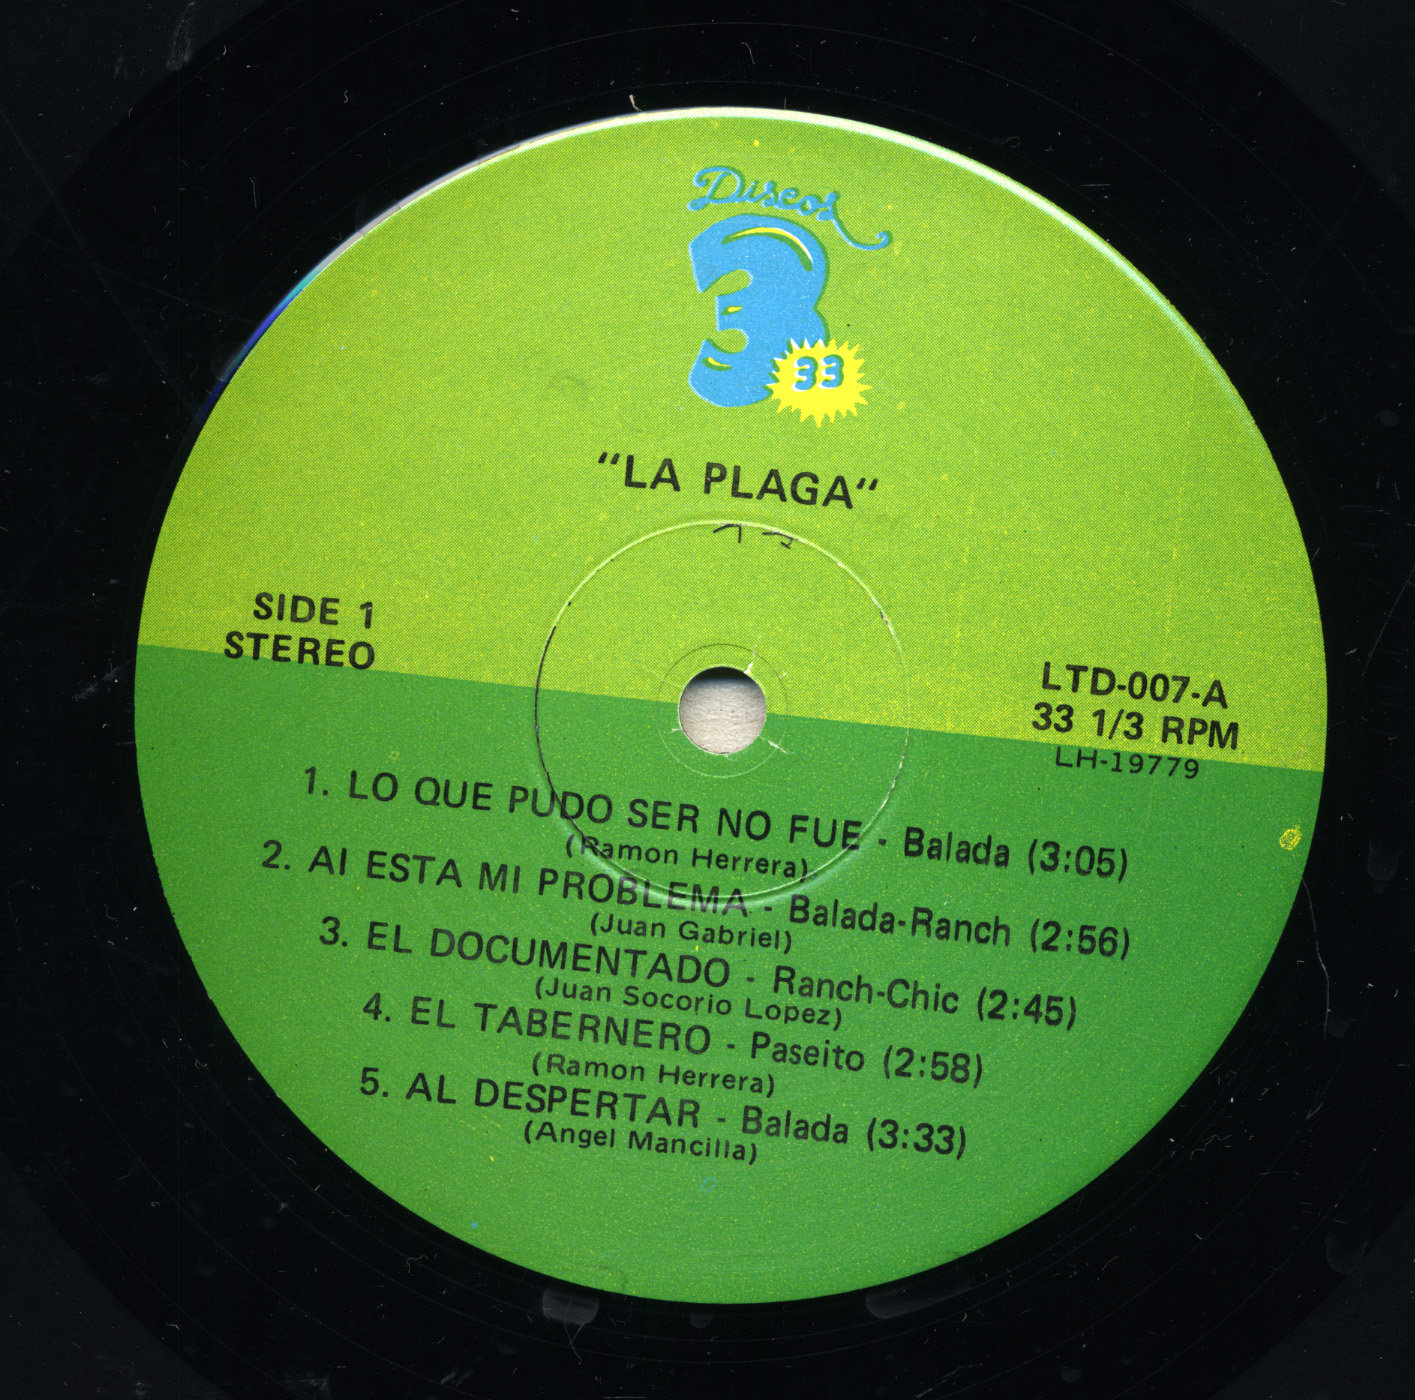 Discos
3
33
"LA PLAGA"
SIDE 1
STEREO
LTD-007-A
33 1/3 RPM
LH-19779
1. LO QUE PUDO SER NO FUE - Balada (3:05)
(Ramon Herrera)
2. AI ESTA MI PROBLEMA - Balada-Ranch (2:56)
(Juan Gabriel)
3. EL DOCUMENTADO - Ranch-Chic (2:45)
(Juan Socorio Lopez)
4. EL TABERNERO - Paseito (2:58)
(Ramon Herrera)
5. AL DESPERTAR - Balada (3:33)
(Angel Mancilla)